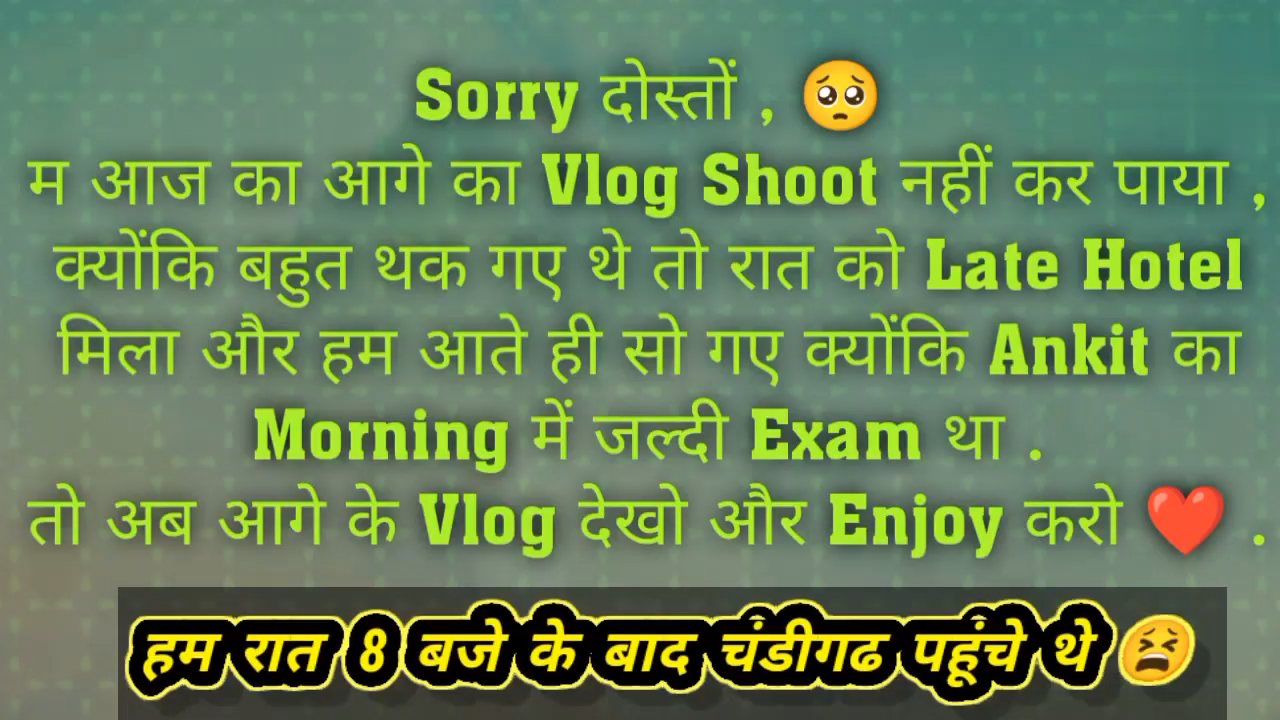 Sorry दोस्तों , 🥺
म आज का आगे का Vlog Shoot नहीं कर पाया ,
क्योंकि बहुत थक गए थे तो रात को Late Hotel
मिला और हम आते ही सो गए क्योंकि Ankit का
Morning में जल्दी Exam था .
तो अब आगे के Vlog देखो और Enjoy करो ❤️ .
हम रात 8 बजे के बाद चंडीगढ पहूंचे थे 😫